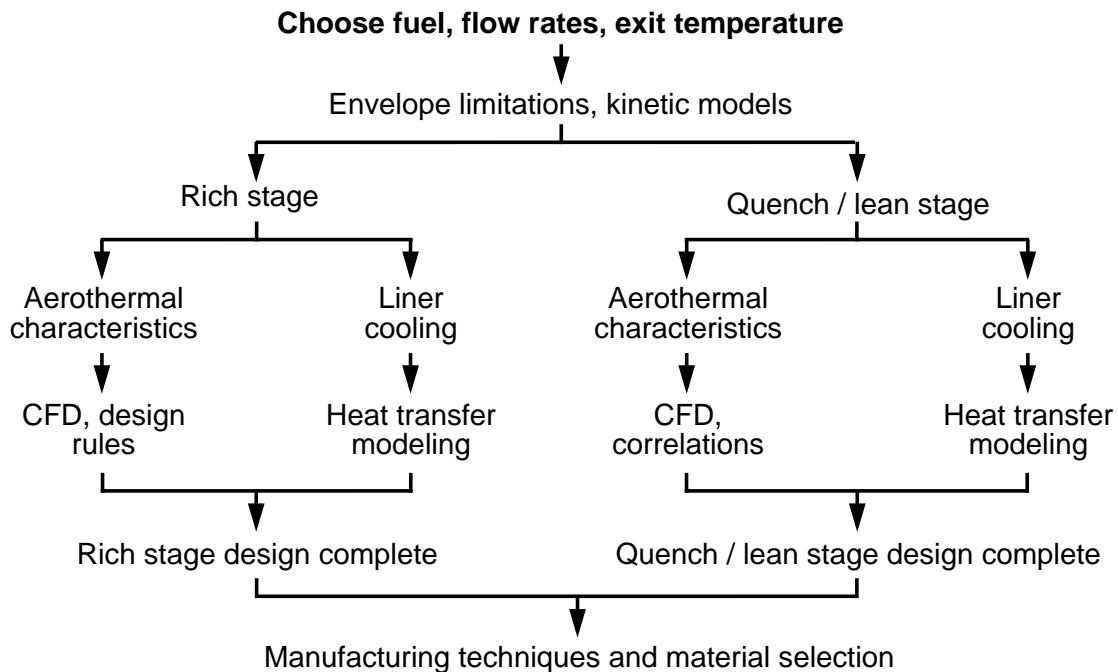 Choose fuel, flow rates, exit temperature
Envelope limitations, kinetic models
Rich stage
Quench / lean stage
Aerothermal
characteristics
Liner
cooling
Aerothermal
characteristics
Liner
cooling
CFD, design
rules
Heat transfer
modeling
CFD,
correlations
Heat transfer
modeling
Rich stage design complete
Quench / lean stage design complete
Manufacturing techniques and material selection